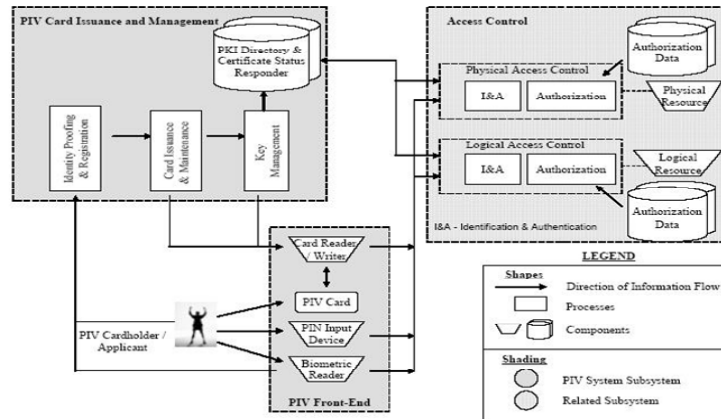 PIV Card Issuance and Management
PKI Directory &
Certificate Status
Responder
Identity Proofing
& Registration
Card Issuance
& Maintenance
Key
Management
Access Control
Authorization
Data
Physical Access Control
I&A
Authorization
Physical
Resource
Logical Access Control
I&A
Authorization
Logical
Resource
Authorization
Data
I&A - Identification & Authentication
Card Reader
/ Writer
PIV Card
PIN Input
Device
Biometric
Reader
PIV Cardholder /
Applicant
PIV Front-End
LEGEND
Shapes
Direction of Information Flow
Processes
Components
Shading
PIV System Subsystem
Related Subsystem